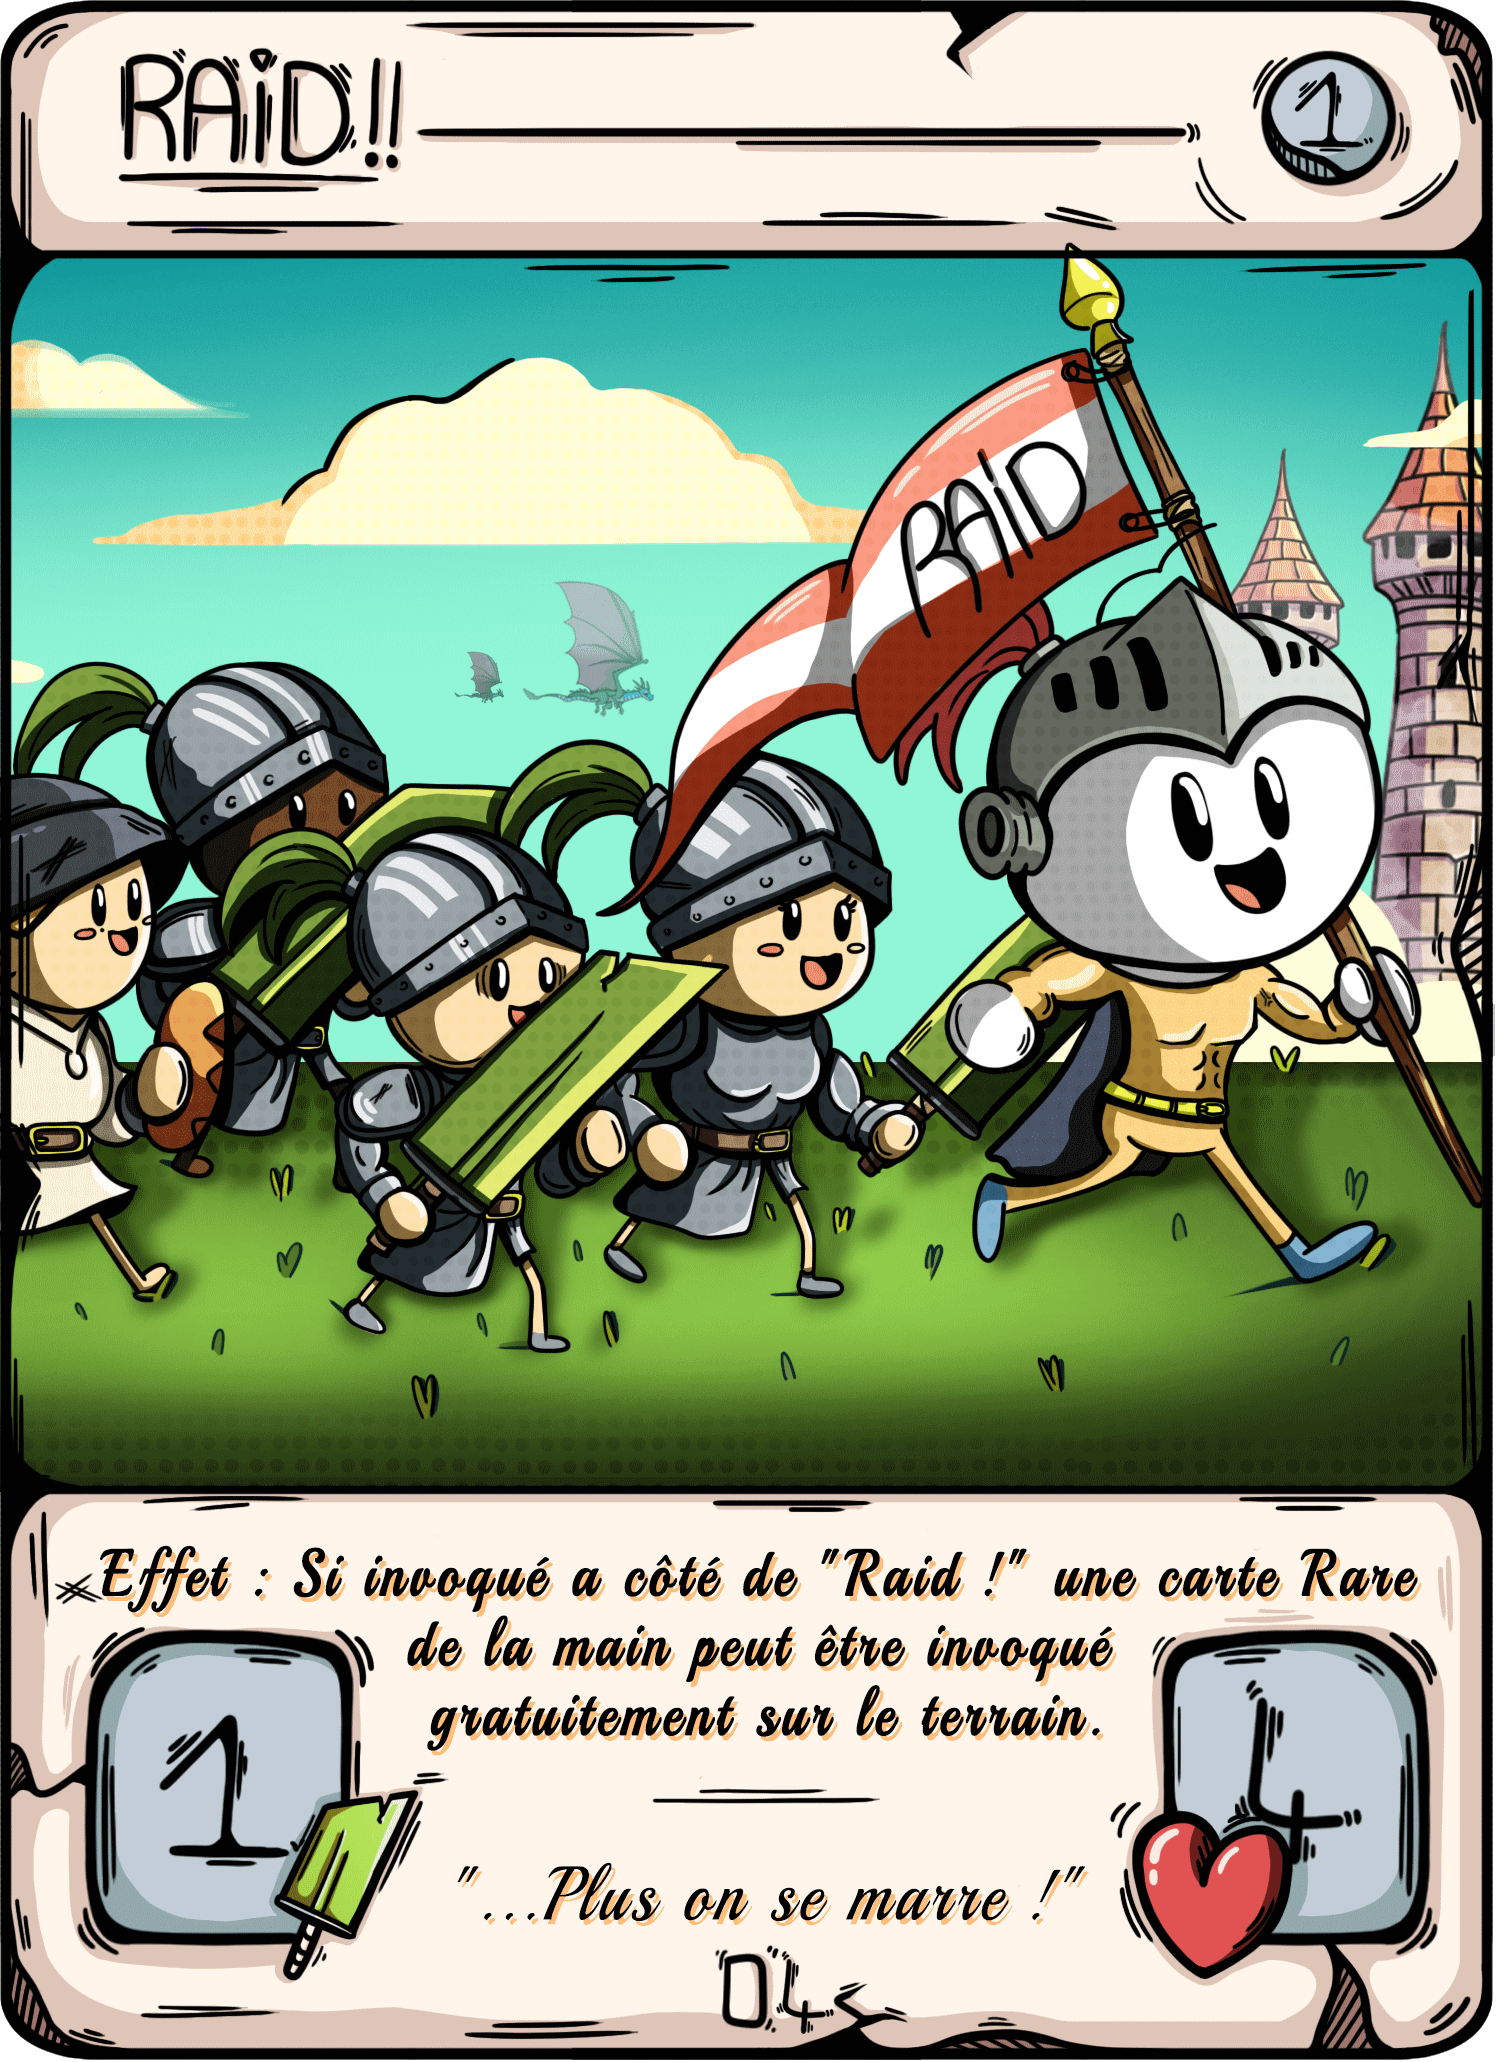 RAiD!!
1
RAiD
Effet : Si invoqué a côté de "Raid !" une carte Rare
de la main peut être invoqué
gratuitement sur le terrain.
1
4
"...Plus on se marre !"
04